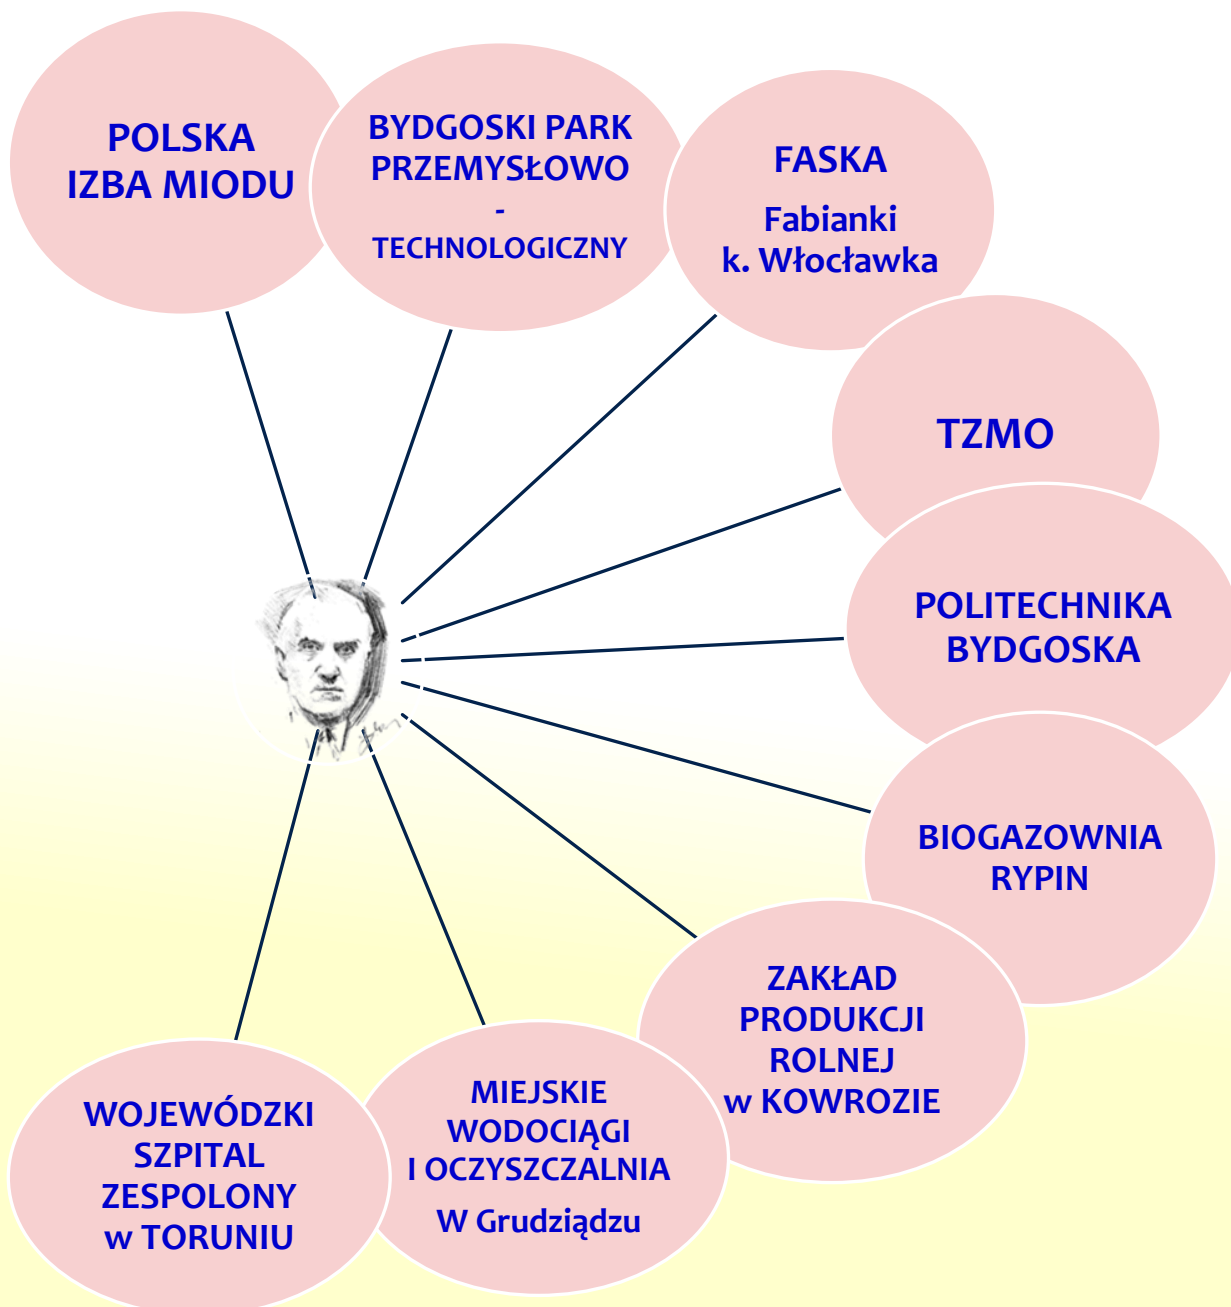 POLSKA
IZBA MIODU
BYDGOSKI PARK
PRZEMYSŁOWO
-
TECHNOLOGICZNY
FASKA
Fabianki
k. Włocławka
TZMO
POLITECHNIKA
BYDGOSKA
BIOGAZOWNIA
RYPIN
ZAKŁAD
PRODUKCJI
ROLNEJ
w KOWROZIE
MIEJSKIE
WODOCIĄGI
I OCZYSZCZALNIA
W Grudziądzu
WOJEWÓDZKI
SZPITAL
ZESPOLONY
w TORUNIU